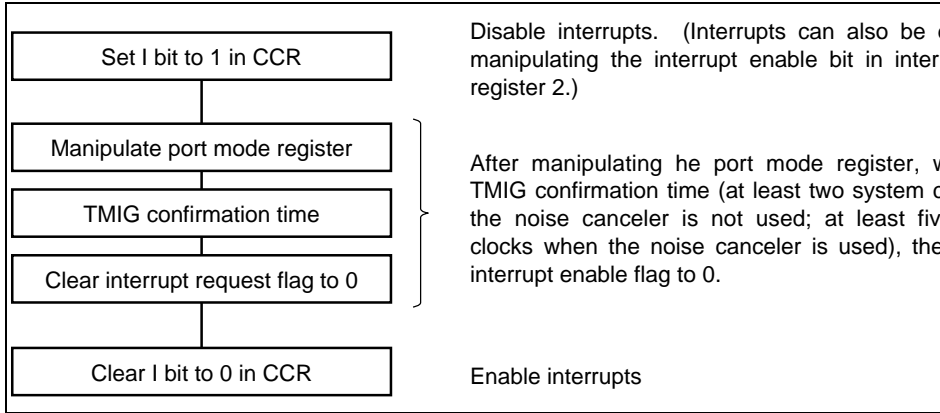 Set I bit to 1 in CCR
Disable interrupts. (Interrupts can also be
manipulating the interrupt enable bit in
register 2.)
Manipulate port mode register
TMIG confirmation time
Clear interrupt request flag to 0
After manipulating he port mode register,
TMIG confirmation time (at least two system
the noise canceler is not used; at least
clocks when the noise canceler is used),
interrupt enable flag to 0.
Clear I bit to 0 in CCR
Enable interrupts